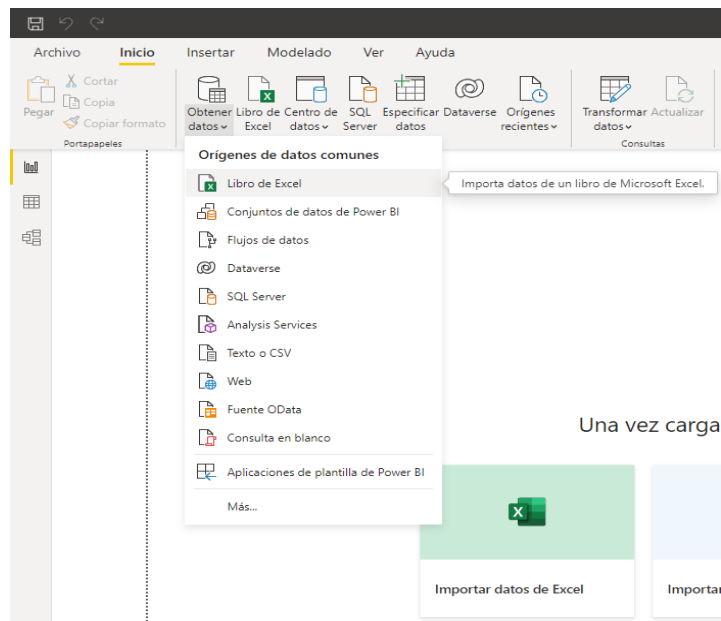 Archivo Inicio Insertar Modelado Ver Ayuda
Pegar
Cortar
Copia
Copiar formato
Portapapeles
Obtener datos
Libro de Excel
Centro de datos
SQL Server
Especificar datos
Dataverse
Orígenes recientes
Transformar datos
Actualizar
Consultas
Orígenes de datos comunes
Libro de Excel
Importa datos de un libro de Microsoft Excel.
Conjuntos de datos de Power BI
Flujos de datos
Dataverse
SQL Server
Analysis Services
Texto o CSV
Web
Fuente OData
Consulta en blanco
Aplicaciones de plantilla de Power BI
Más...
Una vez carga
Importar datos de Excel
Importar